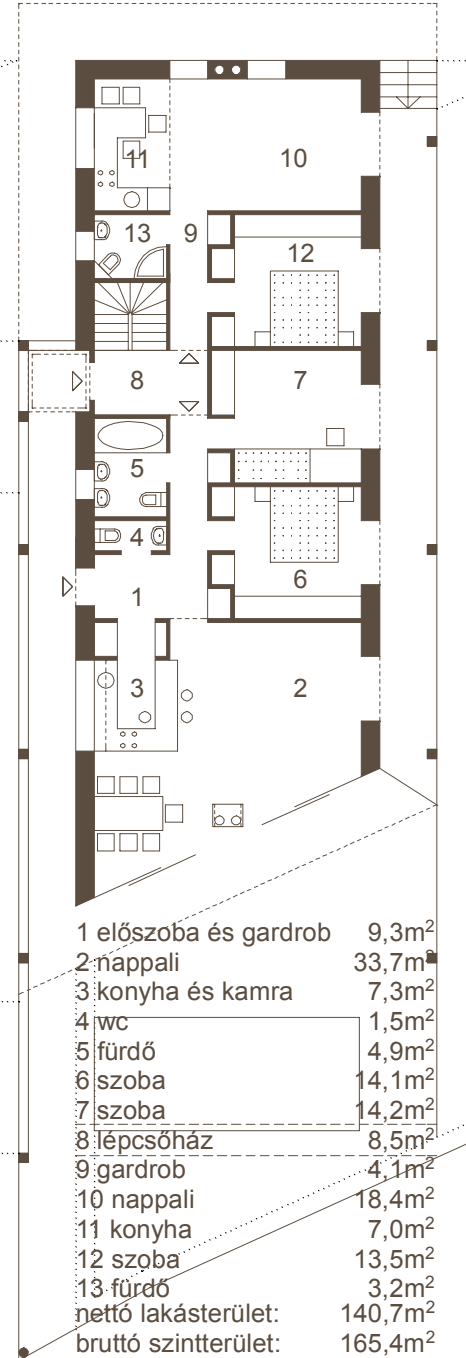 11
10
13
9
12
8
7
5
4
6
1
3
2
1 előszoba és gardrob 9,3m²
2 nappali 33,7m²
3 konyha és kamra 7,3m²
4 wc 1,5m²
5 fürdő 4,9m²
6 szoba 14,1m²
7 szoba 14,2m²
8 lépcsőház 8,5m²
9 gardrob 4,1m²
10 nappali 18,4m²
11 konyha 7,0m²
12 szoba 13,5m²
13 fürdő 3,2m²
nettó lakásterület: 140,7m²
bruttó szintterület: 165,4m²